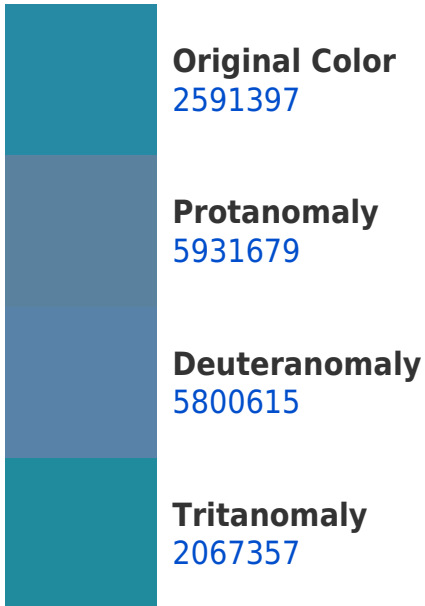 Original Color
2591397
Protanomaly
5931679
Deuteranomaly
5800615
Tritanomaly
2067357